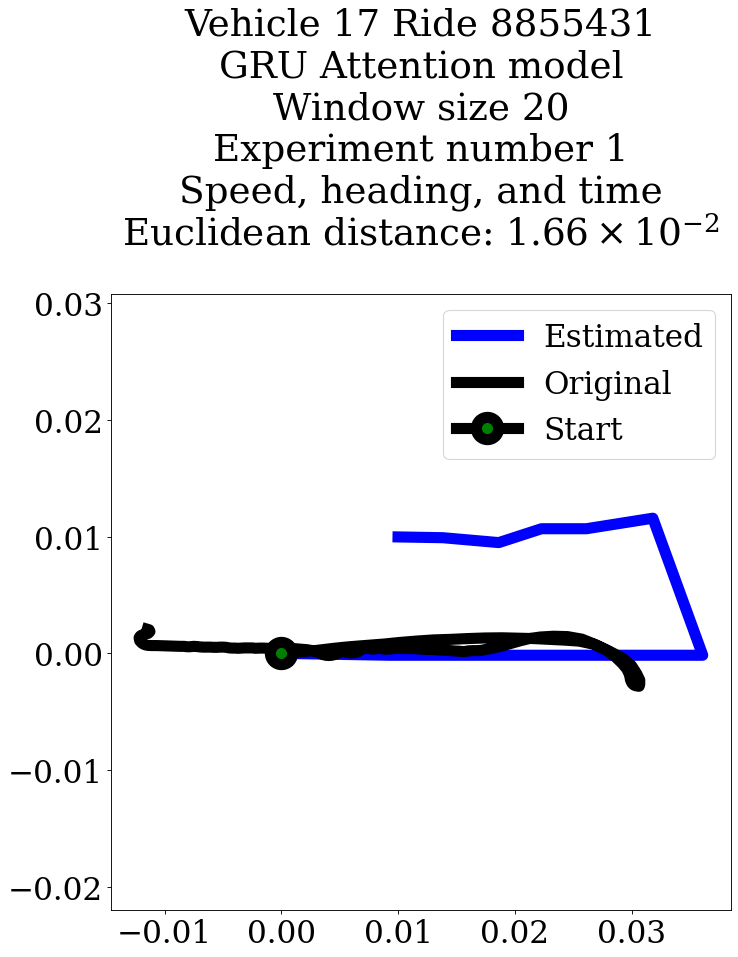 Vehicle 17 Ride 8855431
GRU Attention model
Window size 20
Experiment number 1
Speed, heading, and time
Euclidean distance: 1.66 × 10⁻²
0.03
Estimated
Original
Start
0.02
0.01
0.00
−0.01
−0.02
−0.01 0.00 0.01 0.02 0.03